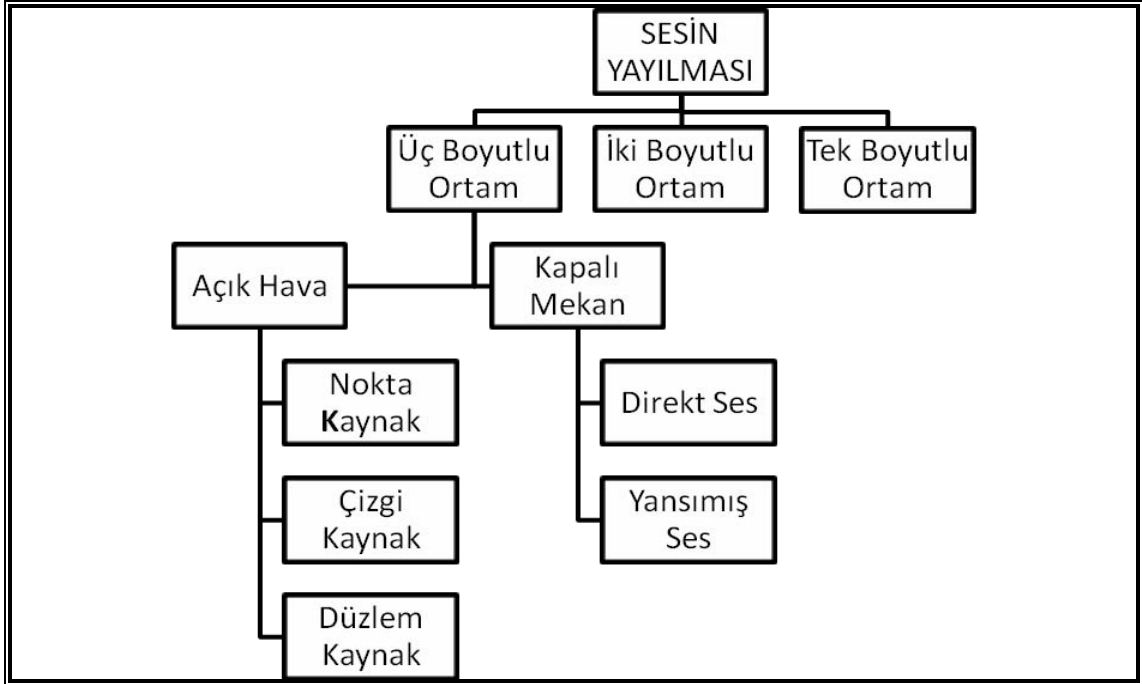 SESİN
YAYILMASI
Üç Boyutlu
Ortam
İki Boyutlu
Ortam
Tek Boyutlu
Ortam
Açık Hava
Kapalı
Mekan
Nokta
Kaynak
Çizgi
Kaynak
Düzlem
Kaynak
Direkt Ses
Yansımış
Ses